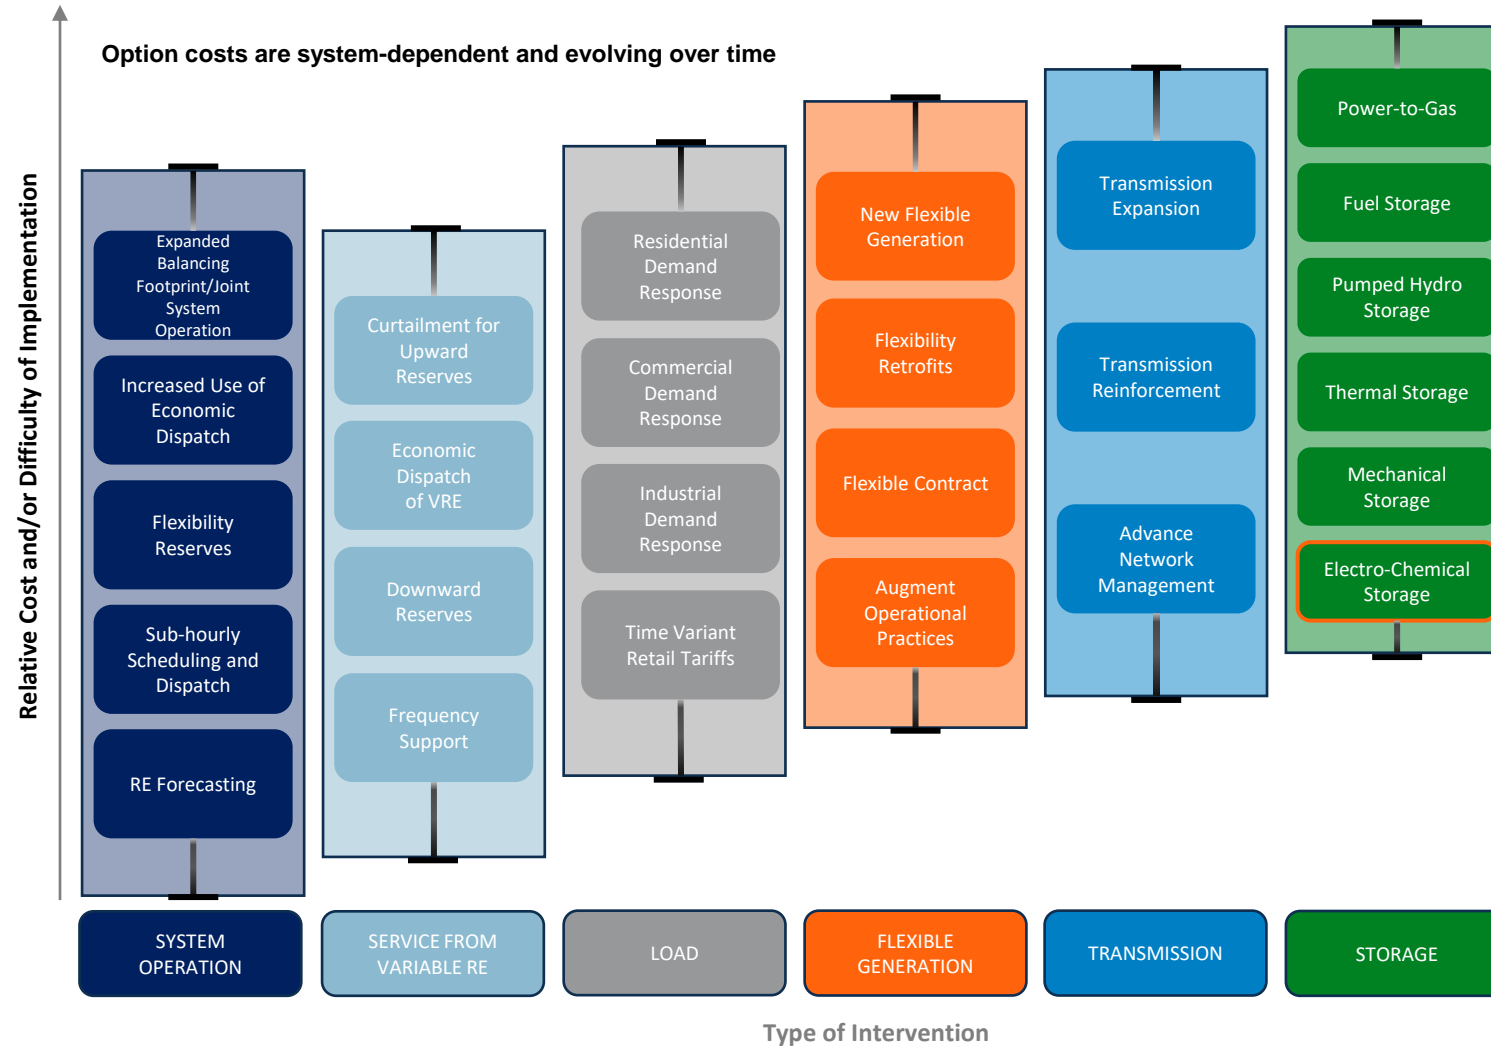 Option costs are system-dependent and evolving over time
Relative Cost and/or Difficulty of Implementation
Expanded
Balancing
Footprint/Joint
System
Operation
Increased Use of
Economic
Dispatch
Flexibility
Reserves
Sub-hourly
Scheduling and
Dispatch
RE Forecasting
SYSTEM
OPERATION
Curtailment for
Upward
Reserves
Economic
Dispatch
of VRE
Downward
Reserves
Frequency
Support
SERVICE FROM
VARIABLE RE
Residential
Demand
Response
Commercial
Demand
Response
Industrial
Demand
Response
Time Variant
Retail Tariffs
LOAD
New Flexible
Generation
Flexibility
Retrofits
Flexible Contract
Augment
Operational
Practices
FLEXIBLE
GENERATION
Transmission
Expansion
Transmission
Reinforcement
Advance
Network
Management
TRANSMISSION
Power-to-Gas
Fuel Storage
Pumped Hydro
Storage
Thermal Storage
Mechanical
Storage
Electro-Chemical
Storage
STORAGE
Type of Intervention